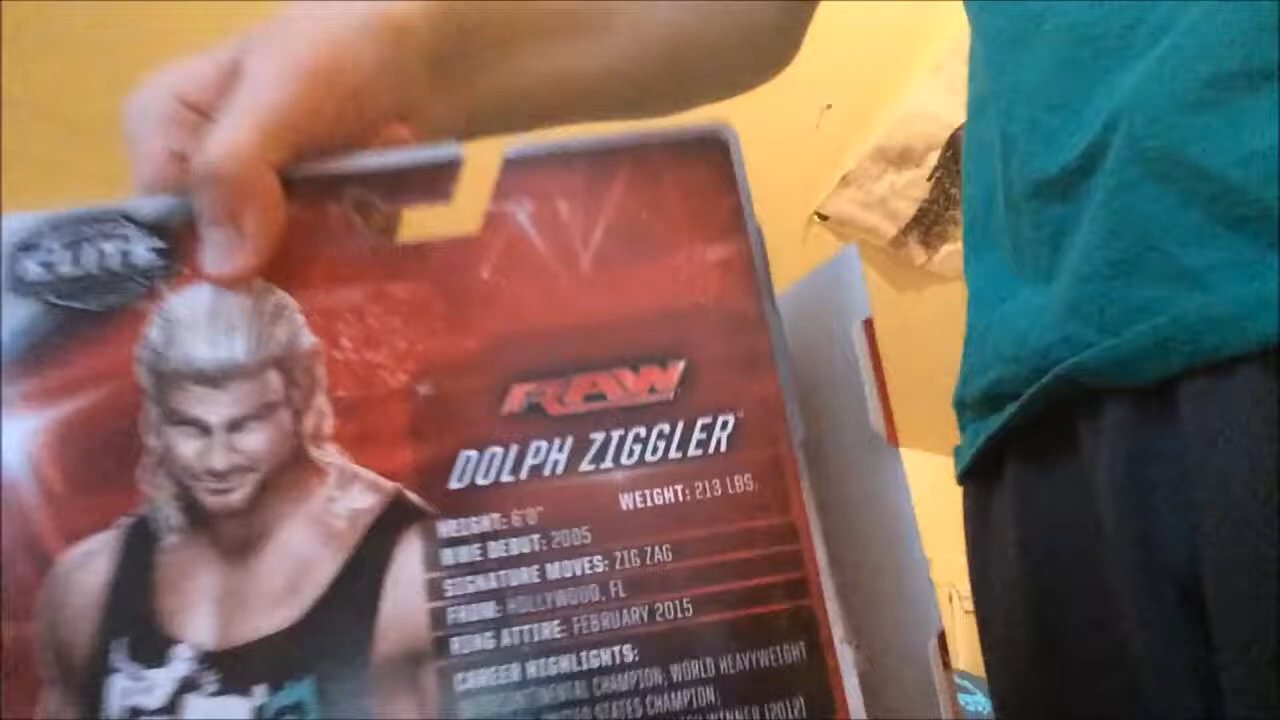 ELITE
RAW
DOLPH ZIGGLER™
HEIGHT: 6'0" WEIGHT: 213 LBS.
WWE DEBUT: 2005
SIGNATURE MOVES: ZIG ZAG
FROM: HOLLYWOOD, FL
RING ATTIRE: FEBRUARY 2015
CAREER HIGHLIGHTS:
CHAMPION; WORLD HEAVYWEIGHT
STATES CHAMPION;
WINNER (2012)